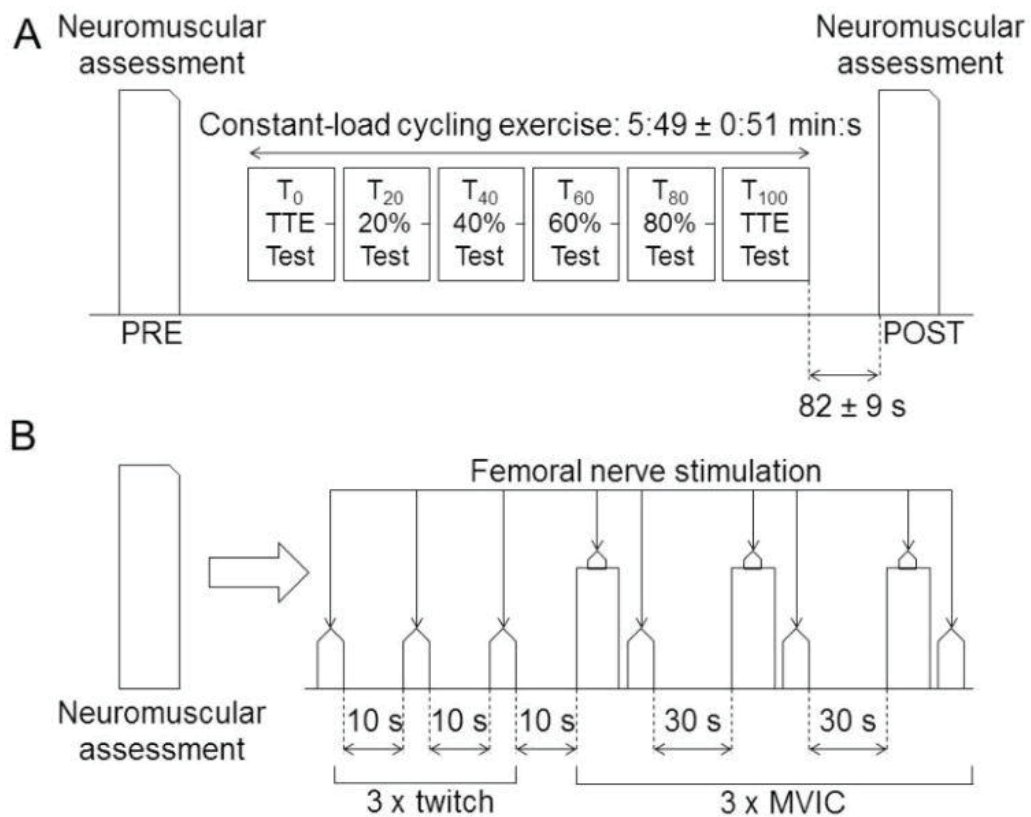 A
Neuromuscular
assessment
Neuromuscular
assessment
Constant-load cycling exercise: 5:49 ± 0:51 min:s
T0
TTE
Test
T20
20%
Test
T40
40%
Test
T60
60%
Test
T80
80%
Test
T100
TTE
Test
PRE
POST
82 ± 9 s
B
Femoral nerve stimulation
Neuromuscular
assessment
10 s
10 s
10 s
30 s
30 s
3 x twitch
3 x MVIC